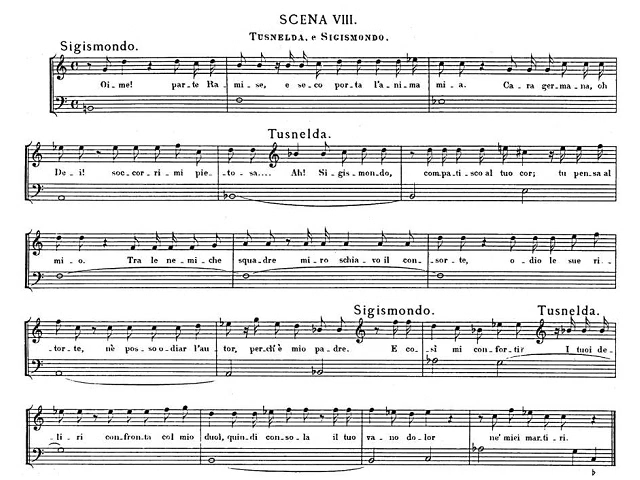 SCENA VIII.
TUSNELDA, e SIGISMONDO.
Sigismondo.
Oi-me! par-te Ra-mi-se, e se-co por-ta l'a-ni-ma mi-a. Ca-ra ger-ma-na, oh
Tusnelda.
De-i! soc-cor-ri-mi pie-to-sa.... Ah! Si-gis-mon-do, com-pa-tis-co al tuo cor; tu pen-sa al
mi-o. Tra le ne-mi-che squa-dre mi-ro schia-vo il con-sor-te, o-dio le sue ri-
Sigismondo. Tusnelda.
tor-te, nè pos-so o-diar l'au-tor, per-ch'è mio pa-dre. E co-sì mi con-for-ti? I tuoi de-
li-ri con-fron-ta col mio duol, quin-di con-so-la il tuo va-no do-lor ne' miei mar-ti-ri.